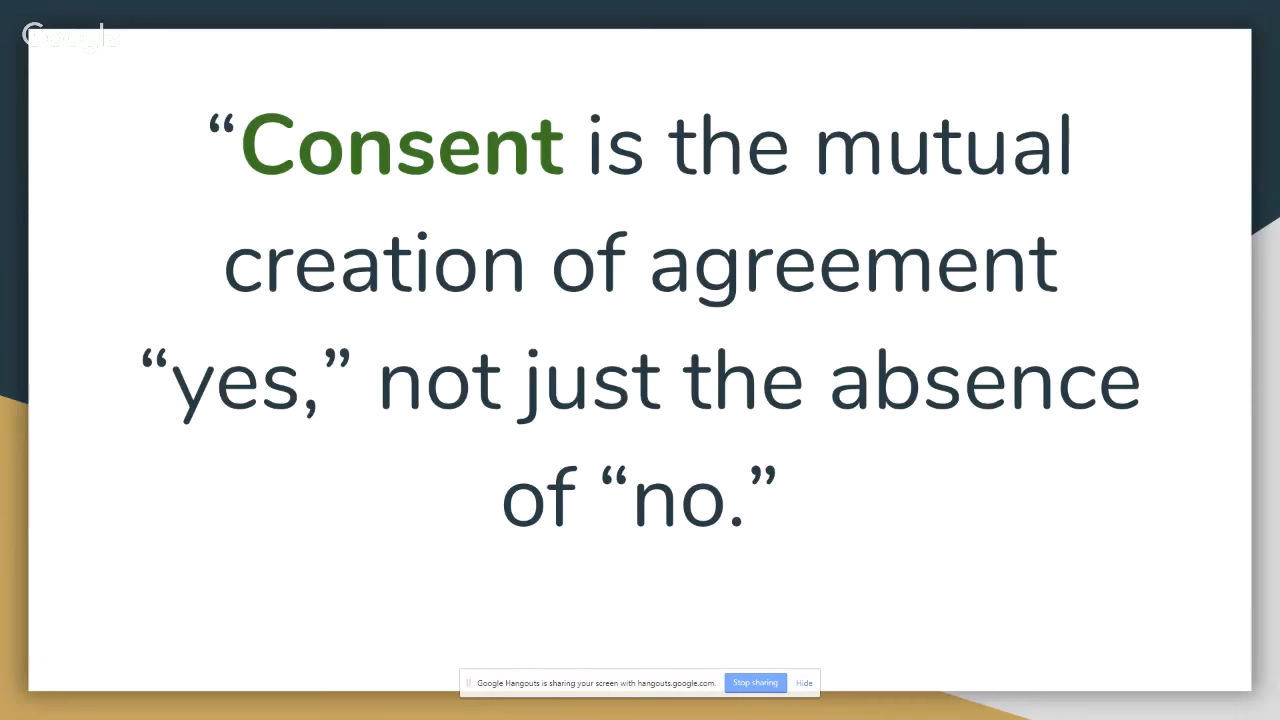 Google
“Consent is the mutual
creation of agreement
“yes,” not just the absence
of “no.”
Google Hangouts is sharing your screen with hangouts.google.com. Stop sharing Hide